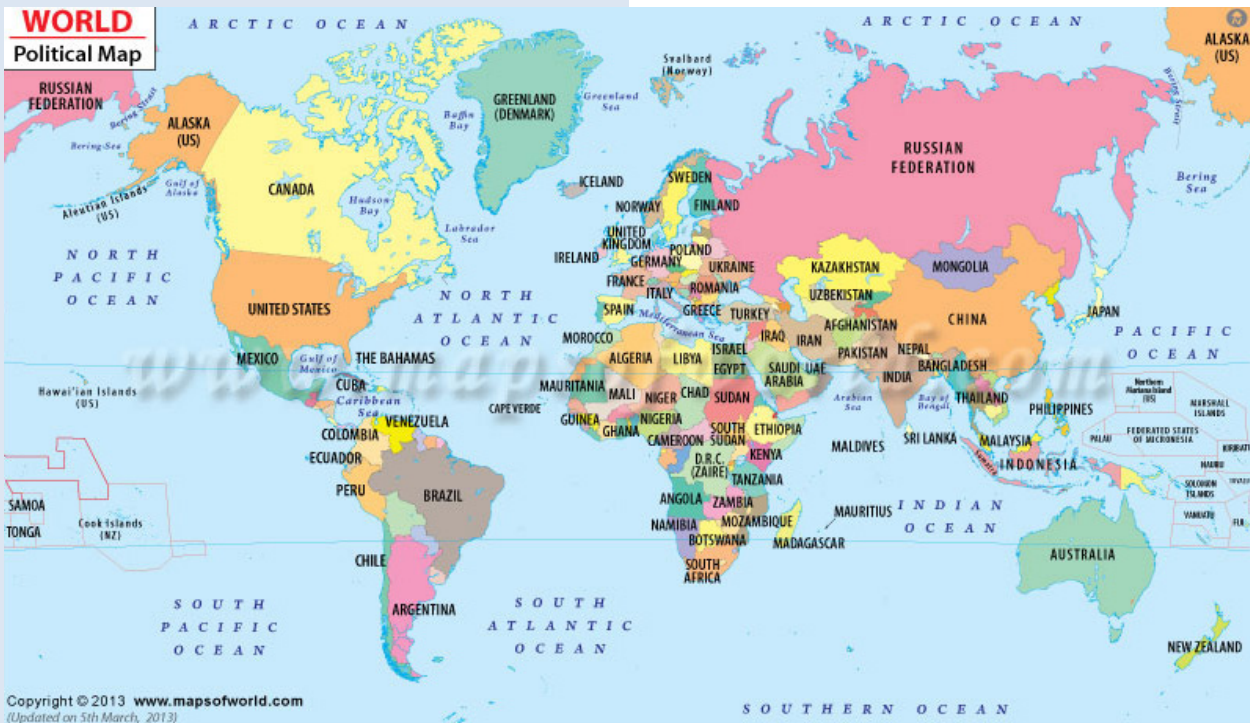 WORLD
Political Map
ARCTIC OCEAN
ARCTIC OCEAN
ALASKA
(US)
RUSSIAN
FEDERATION
Bering Strait
Bering Sea
ALASKA
(US)
Gulf of
Alaska
Aleutian Islands
(US)
CANADA
Hudson
Bay
Baffin
Bay
GREENLAND
(DENMARK)
Greenland
Sea
Labrador
Sea
Svalbard
(Norway)
ICELAND
NORWAY
SWEDEN
FINLAND
RUSSIAN
FEDERATION
Bering Strait
Bering
Sea
UNITED
KINGDOM
IRELAND
POLAND
GERMANY
UKRAINE
FRANCE
ROMANIA
ITALY
SPAIN
GREECE
TURKEY
Mediterranean Sea
KAZAKHSTAN
UZBEKISTAN
MONGOLIA
CHINA
JAPAN
NORTH
PACIFIC
OCEAN
UNITED STATES
NORTH
ATLANTIC
OCEAN
PACIFIC
OCEAN
MEXICO
Gulf of
Mexico
THE BAHAMAS
CUBA
Caribbean
Sea
Hawai'ian Islands
(US)
MOROCCO
ALGERIA
LIBYA
ISRAEL
EGYPT
IRAQ
IRAN
AFGHANISTAN
PAKISTAN
NEPAL
BANGLADESH
INDIA
SAUDI
ARABIA
UAE
Arabian
Sea
Bay of
Bengal
THAILAND
PHILIPPINES
MAURITANIA
MALI
NIGER
CHAD
SUDAN
CAPE VERDE
GUINEA
GHANA
NIGERIA
CAMEROON
SOUTH
SUDAN
ETHIOPIA
D.R.C.
(ZAIRE)
KENYA
TANZANIA
MALDIVES
SRI LANKA
MALAYSIA
Sumatra
INDONESIA
Northern
Mariana Island
(US)
MARSHALL
ISLANDS
PALAU
FEDERATED STATES
OF MICRONESIA
KIRIBATI
NAURU
SOLOMON
ISLANDS
VANUATU
VENEZUELA
COLOMBIA
ECUADOR
PERU
BRAZIL
CHILE
ARGENTINA
SAMOA
TONGA
Cook Islands
(NZ)
ANGOLA
ZAMBIA
NAMIBIA
MOZAMBIQUE
BOTSWANA
MADAGASCAR
SOUTH
AFRICA
MAURITIUS
INDIAN
OCEAN
AUSTRALIA
NEW ZEALAND
SOUTH
PACIFIC
OCEAN
SOUTH
ATLANTIC
OCEAN
SOUTHERN OCEAN
Copyright © 2013 www.mapsofworld.com
(Updated on 5th March, 2013)